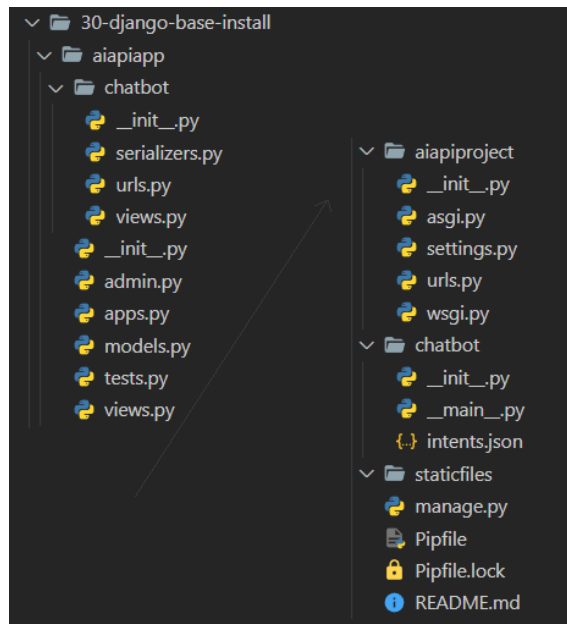 30-django-base-install
aiapiapp
chatbot
__init__.py
serializers.py
urls.py
views.py
__init__.py
admin.py
apps.py
models.py
tests.py
views.py
aiapiproject
__init__.py
asgi.py
settings.py
urls.py
wsgi.py
chatbot
__init__.py
__main__.py
{..} intents.json
staticfiles
manage.py
Pipfile
Pipfile.lock
README.md